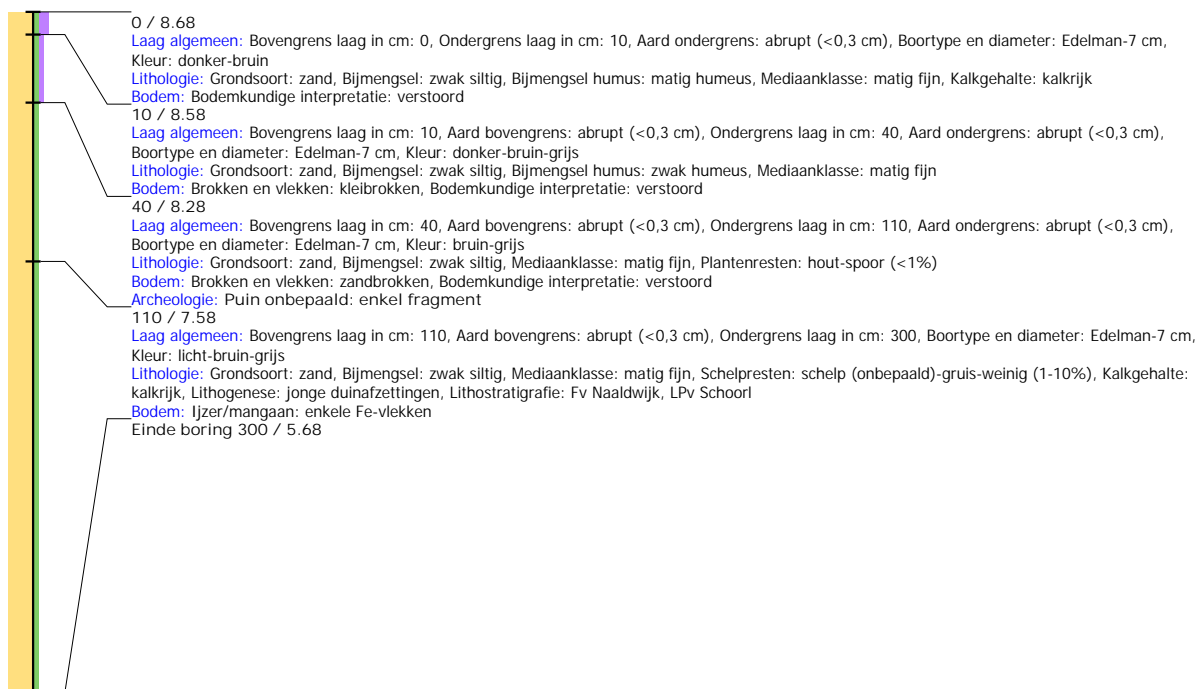 0 / 8.68
Laag algemeen: Bovengrens laag in cm: 0, Ondergrens laag in cm: 10, Aard ondergrens: abrupt (<0,3 cm), Boortype en diameter: Edelman-7 cm,
Kleur: donker-bruin
Lithologie: Grondsoort: zand, Bijmengsel: zwak siltig, Bijmengsel humus: matig humeus, Mediaanklasse: matig fijn, Kalkgehalte: kalkrijk
Bodem: Bodemkundige interpretatie: verstoord
10 / 8.58
Laag algemeen: Bovengrens laag in cm: 10, Aard bovengrens: abrupt (<0,3 cm), Ondergrens laag in cm: 40, Aard ondergrens: abrupt (<0,3 cm),
Boortype en diameter: Edelman-7 cm, Kleur: donker-bruin-grijs
Lithologie: Grondsoort: zand, Bijmengsel: zwak siltig, Bijmengsel humus: zwak humeus, Mediaanklasse: matig fijn
Bodem: Brokken en vlekken: kleibrokken, Bodemkundige interpretatie: verstoord
40 / 8.28
Laag algemeen: Bovengrens laag in cm: 40, Aard bovengrens: abrupt (<0,3 cm), Ondergrens laag in cm: 110, Aard ondergrens: abrupt (<0,3 cm),
Boortype en diameter: Edelman-7 cm, Kleur: bruin-grijs
Lithologie: Grondsoort: zand, Bijmengsel: zwak siltig, Mediaanklasse: matig fijn, Plantenresten: hout-spoor (<1%)
Bodem: Brokken en vlekken: zandbrokken, Bodemkundige interpretatie: verstoord
Archeologie: Puin onbepaald: enkel fragment
110 / 7.58
Laag algemeen: Bovengrens laag in cm: 110, Aard bovengrens: abrupt (<0,3 cm), Ondergrens laag in cm: 300, Boortype en diameter: Edelman-7 cm,
Kleur: licht-bruin-grijs
Lithologie: Grondsoort: zand, Bijmengsel: zwak siltig, Mediaanklasse: matig fijn, Schelpresten: schelp (onbepaald)-gruis-weinig (1-10%), Kalkgehalte:
kalkrijk, Lithogenese: jonge duinafzettingen, Lithostratigrafie: Fv Naaldwijk, LPv Schoorl
Bodem: Ijzer/mangaan: enkele Fe-vlekken
Einde boring 300 / 5.68